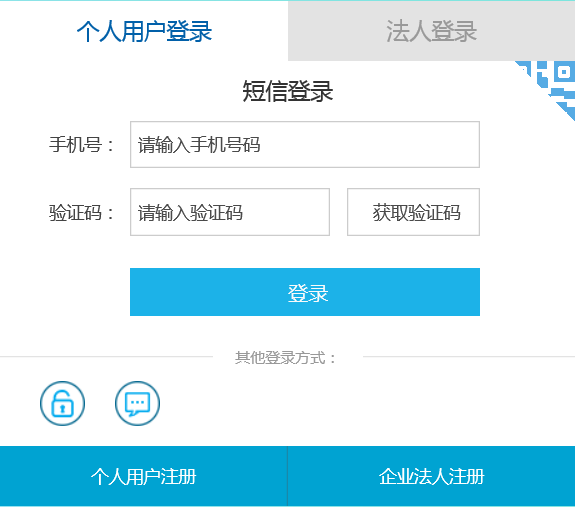 个人用户登录 法人登录
短信登录
手机号： 请输入手机号码
验证码： 请输入验证码 获取验证码
登录
其他登录方式：
个人用户注册 企业法人注册